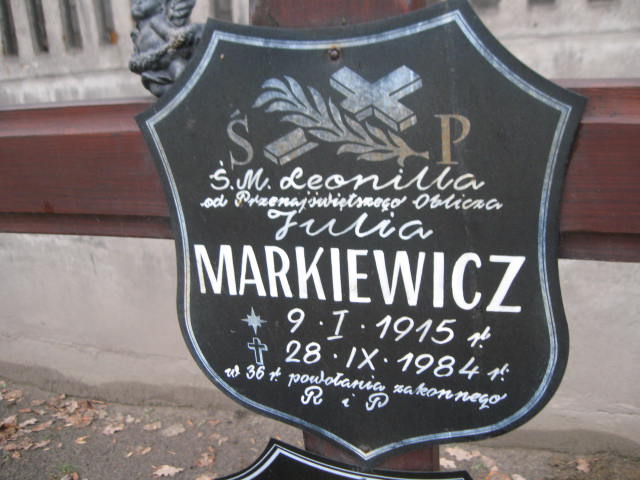 Ś P
Ś. M. Leonilla
od Przenajświętszego Oblicza
Julia
MARKIEWICZ
9 · I · 1915 r.
28 · IX · 1984 r.
w 36 r. powołania zakonnego
R i P